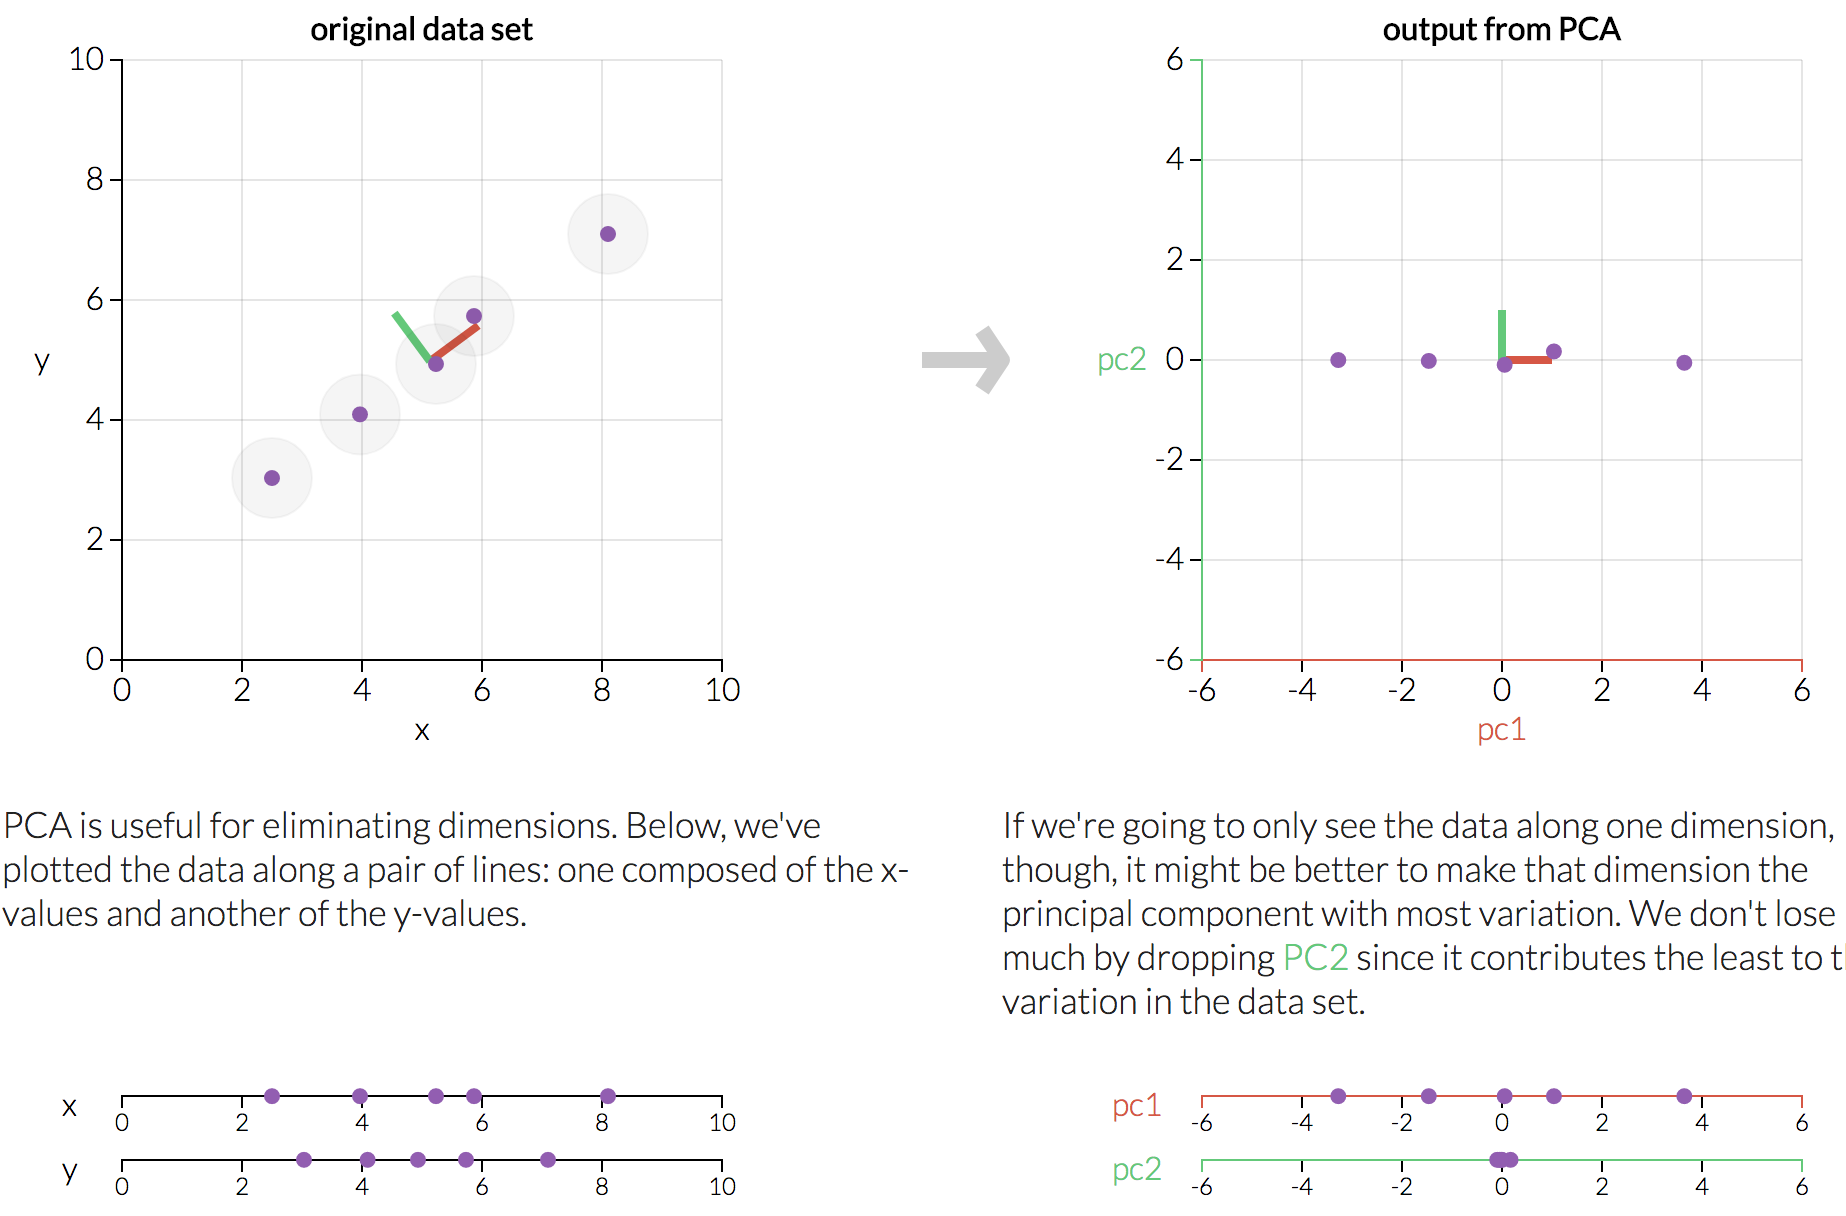 original data set
10
8
6
y
4
2
0
0 2 4 6 8 10
x
output from PCA
6
4
2
pc2 0
-2
-4
-6
-6 -4 -2 0 2 4 6
pc1
PCA is useful for eliminating dimensions. Below, we've
plotted the data along a pair of lines: one composed of the x-
values and another of the y-values.
If we're going to only see the data along one dimension,
though, it might be better to make that dimension the
principal component with most variation. We don't lose
much by dropping PC2 since it contributes the least to t
variation in the data set.
x
0 2 4 6 8 10
y
0 2 4 6 8 10
pc1
-6 -4 -2 0 2 4 6
pc2
-6 -4 -2 0 2 4 6